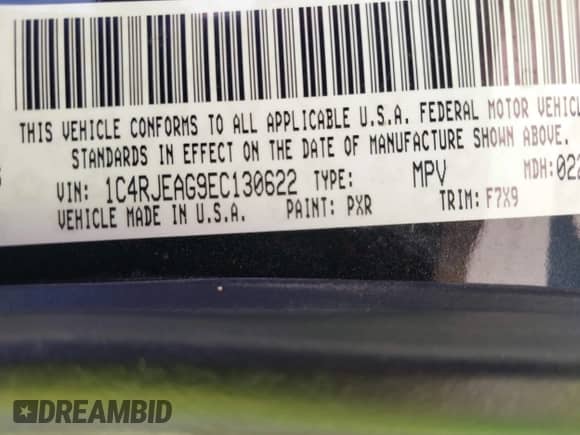 THIS VEHICLE CONFORMS TO ALL APPLICABLE U.S.A. FEDERAL MOTOR
STANDARDS IN EFFECT ON THE DATE OF MANUFACTURE SHOWN ABOVE.
VIN: 1C4RJEAG9EC130622 TYPE: MPV MDH:
VEHICLE MADE IN U.S.A. PAINT: PXR TRIM: F7X9
DREAMBID